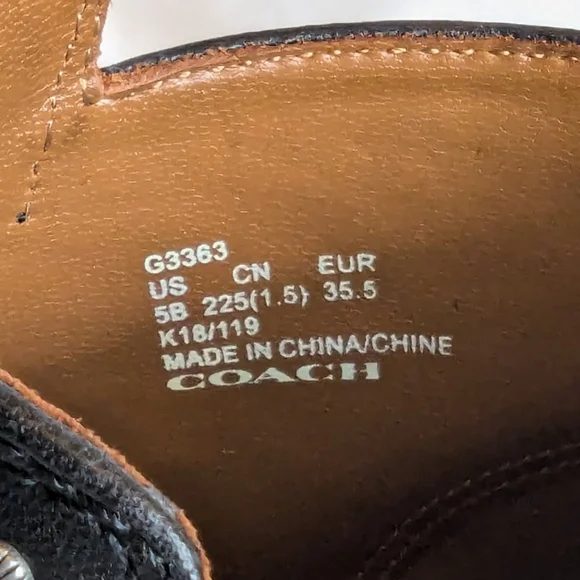 G3363
US CN EUR
5B 225(1.5) 35.5
K18/119
MADE IN CHINA/CHINE
COACH